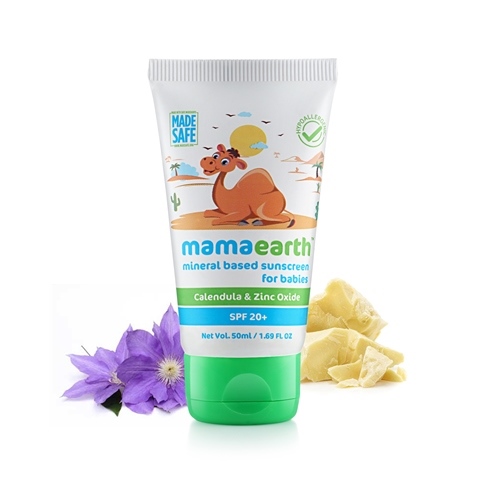 MADE
SAFE
HYPOALLERGENIC
mamaearth™
mineral based sunscreen
for babies
Calendula & Zinc Oxide
SPF 20+
Net Vol. 50ml / 1.69 FL OZ